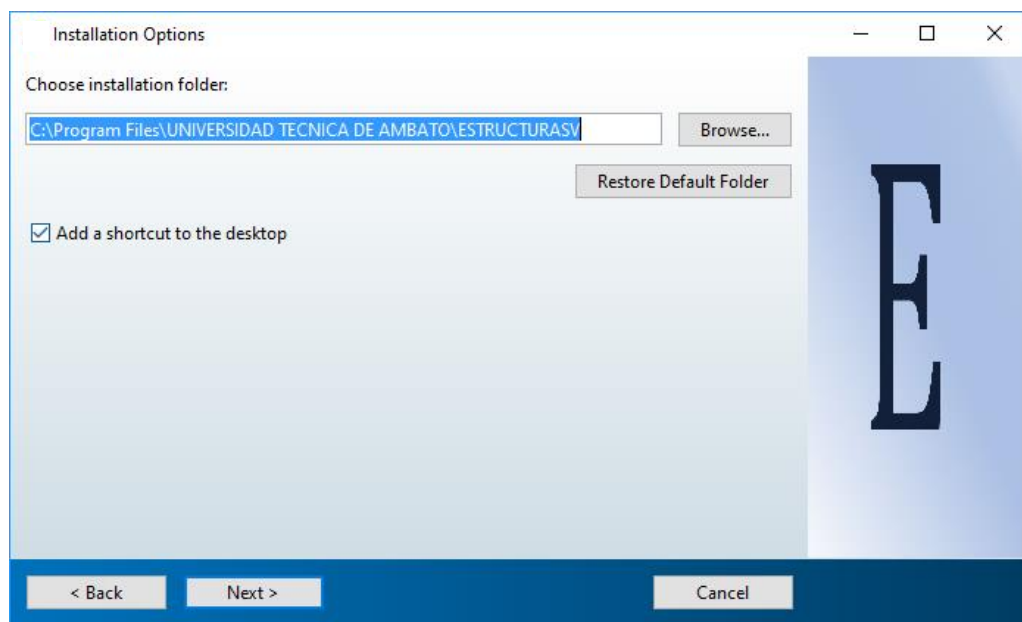 Installation Options
Choose installation folder:
C:\Program Files\UNIVERSIDAD TECNICA DE AMBATO\ESTRUCTURASV
Browse...
Restore Default Folder
Add a shortcut to the desktop
E
< Back
Next >
Cancel